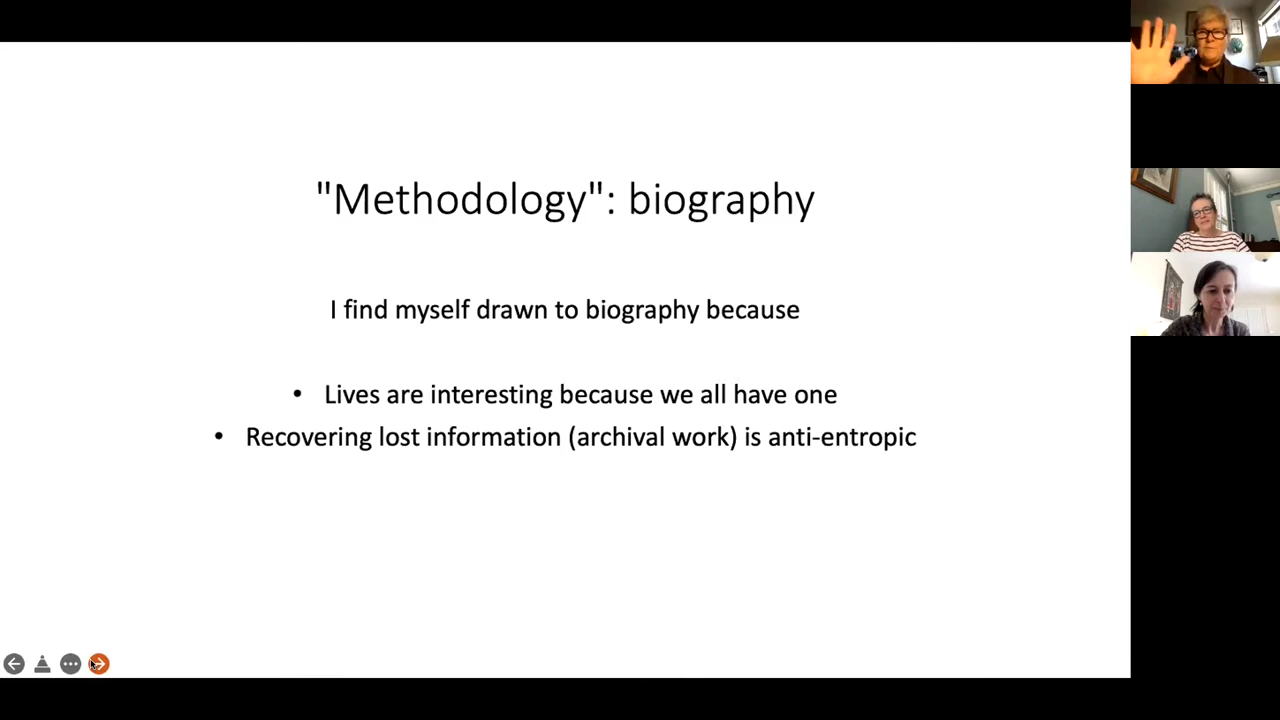 "Methodology": biography
I find myself drawn to biography because
• Lives are interesting because we all have one
• Recovering lost information (archival work) is anti-entropic